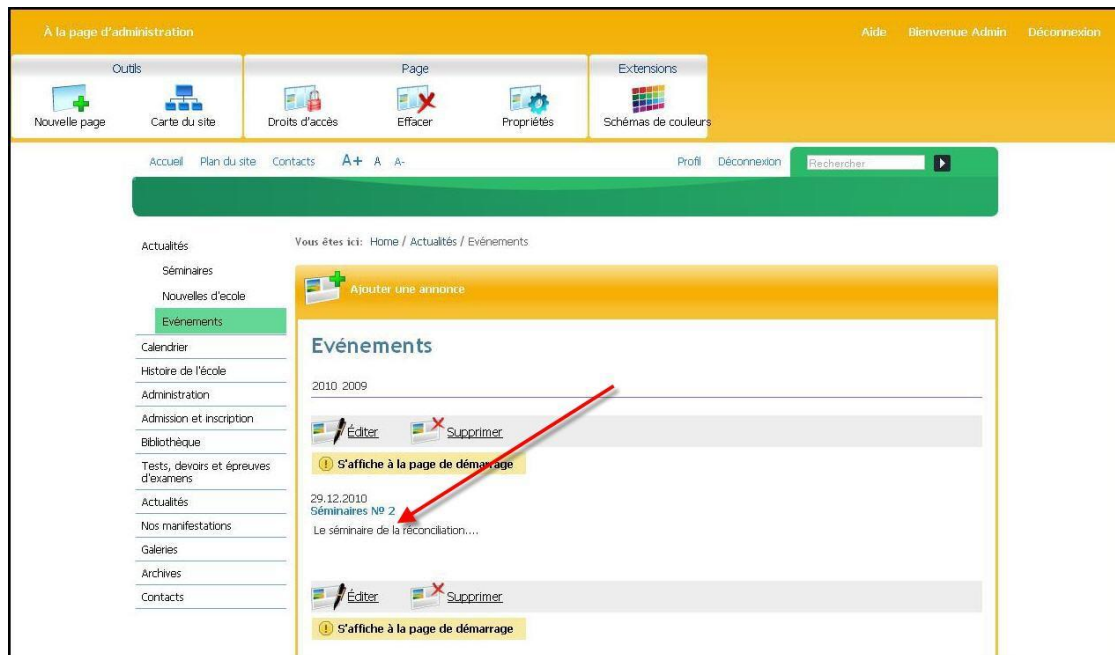 À la page d'administration Aide Bienvenue Admin Déconnexion
Outils Page Extensions
Nouvelle page Carte du site Droits d'accès Effacer Propriétés Schémas de couleurs
Accueil Plan du site Contacts A+ A A- Profil Déconnexion Rechercher
Vous êtes ici: Home / Actualités / Evénements
Actualités
Séminaires
Nouvelles d'ecole
Evénements
Calendrier
Histoire de l'école
Administration
Admission et inscription
Bibliothèque
Tests, devoirs et épreuves
d'examens
Actualités
Nos manifestations
Galeries
Archives
Contacts
Ajouter une annonce
Evénements
2010 2009
Éditer Supprimer
S'affiche à la page de démarrage
29.12.2010
Séminaires Nº 2
Le séminaire de la réconciliation....
Éditer Supprimer
S'affiche à la page de démarrage